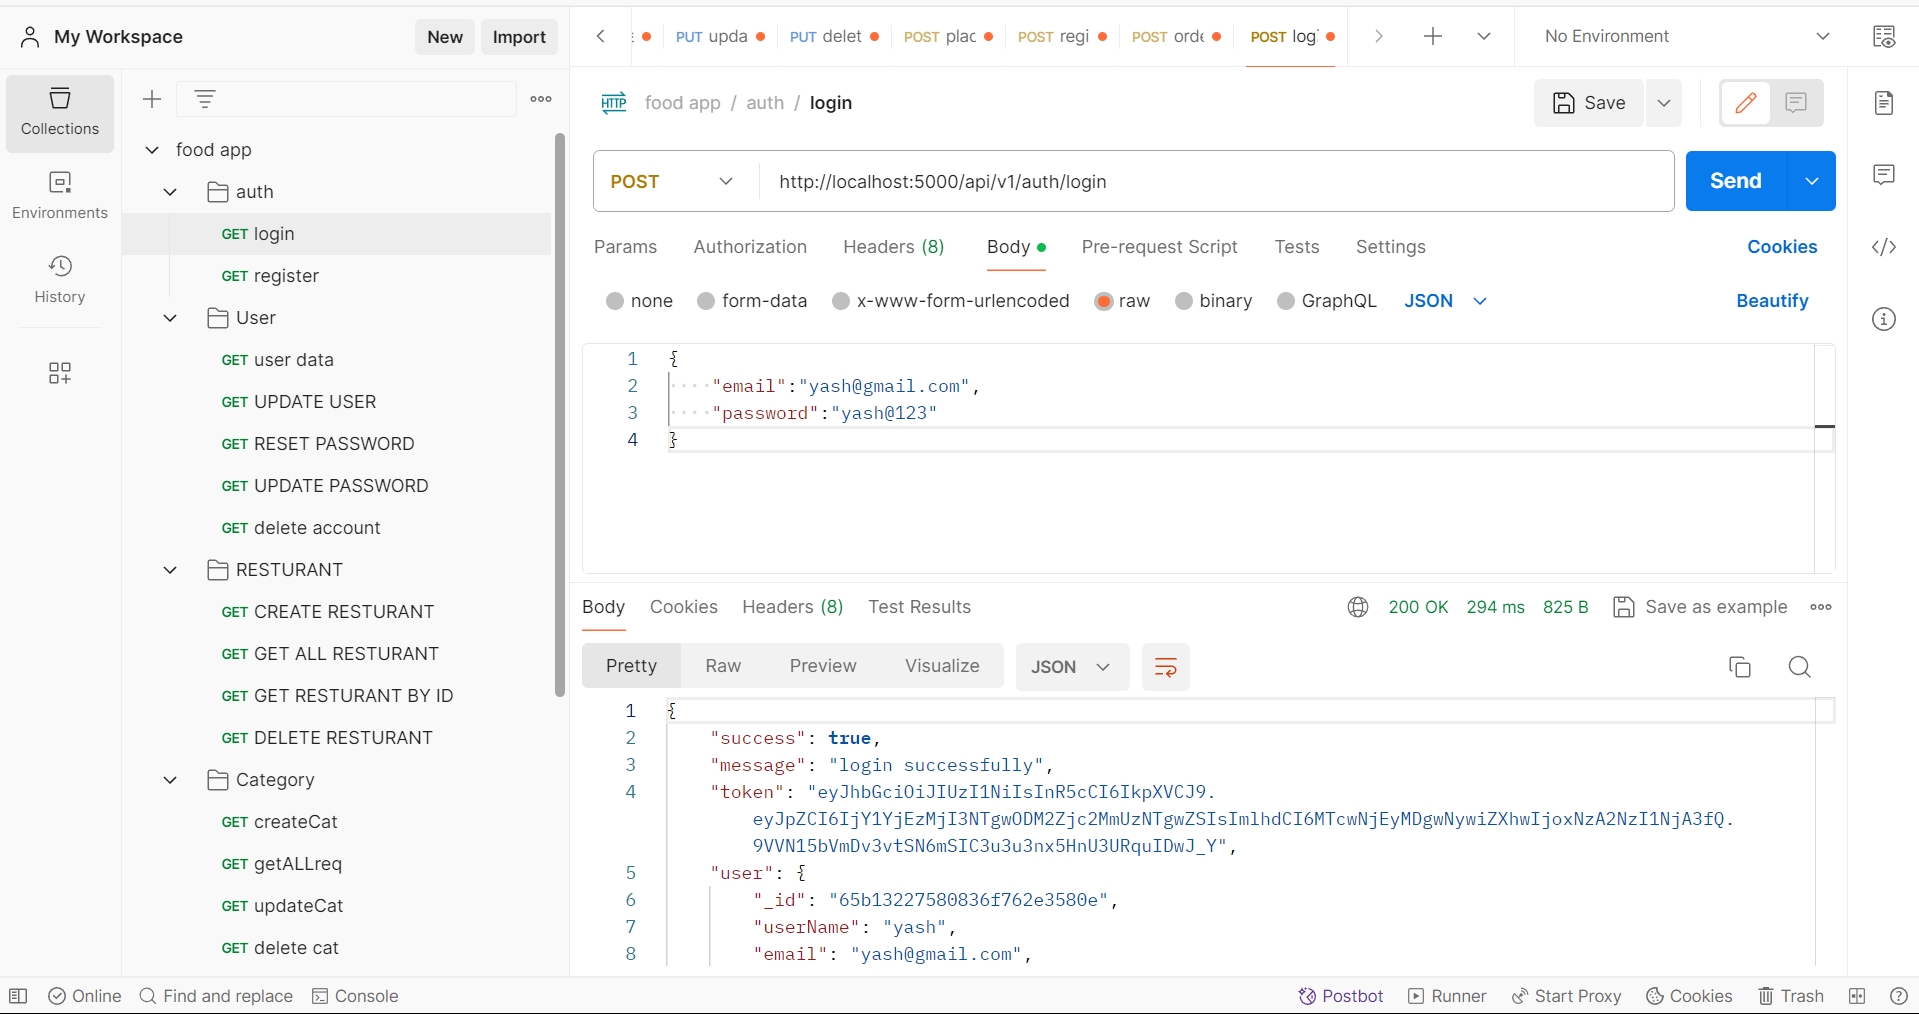 My Workspace
New
Import
PUT upda
PUT delet
POST plac
POST regi
POST orde
POST log
No Environment
Collections
Environments
History
food app
auth
GET login
GET register
User
GET user data
GET UPDATE USER
GET RESET PASSWORD
GET UPDATE PASSWORD
GET delete account
RESTURANT
GET CREATE RESTURANT
GET GET ALL RESTURANT
GET GET RESTURANT BY ID
GET DELETE RESTURANT
Category
GET createCat
GET getALLreq
GET updateCat
GET delete cat
HTTP food app / auth / login
Save
POST http://localhost:5000/api/v1/auth/login
Send
Params Authorization Headers (8) Body Pre-request Script Tests Settings Cookies
none form-data x-www-form-urlencoded raw binary GraphQL JSON Beautify
1 {
2 "email":"yash@gmail.com",
3 "password":"yash@123"
4 }
Body Cookies Headers (8) Test Results 200 OK 294 ms 825 B Save as example
Pretty Raw Preview Visualize JSON
1 {
2 "success": true,
3 "message": "login successfully",
4 "token": "eyJhbGciOiJIUzI1NiIsInR5cCI6IkpXVCJ9.
eyJpZCI6IjY1YjEzMjI3NTgwODM2Zjc2MmUzNTgwZSIsImlhdCI6MTcwNjEyMDgwNywiZXhwIjoxNzA2NzI1NjA3fQ.
9VVN15bVmDv3vtSN6mSIC3u3u3nx5HnU3URquIDwJ_Y",
5 "user": {
6 "_id": "65b13227580836f762e3580e",
7 "userName": "yash",
8 "email": "yash@gmail.com",
Online Find and replace Console Postbot Runner Start Proxy Cookies Trash